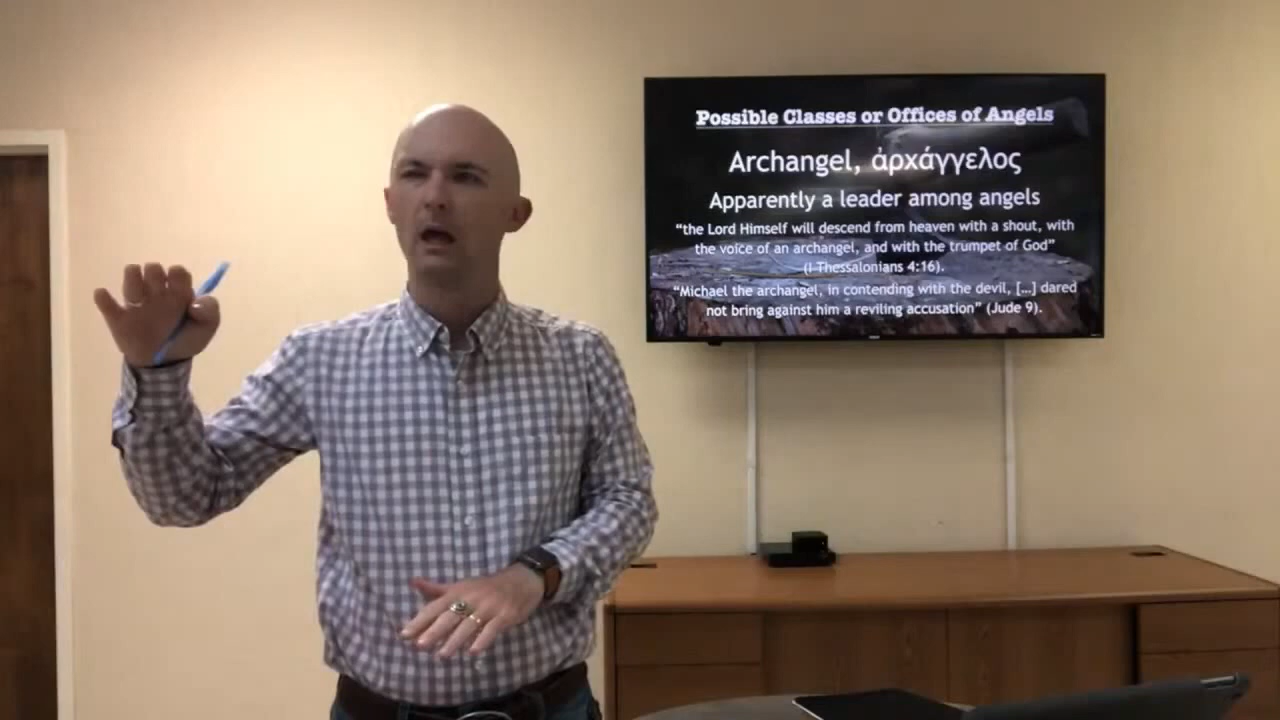 Possible Classes or Offices of Angels
Archangel, ἀρχάγγελος
Apparently a leader among angels
“the Lord Himself will descend from heaven with a shout, with
the voice of an archangel, and with the trumpet of God”
(I Thessalonians 4:16).
“Michael the archangel, in contending with the devil, […] dared
not bring against him a reviling accusation” (Jude 9).